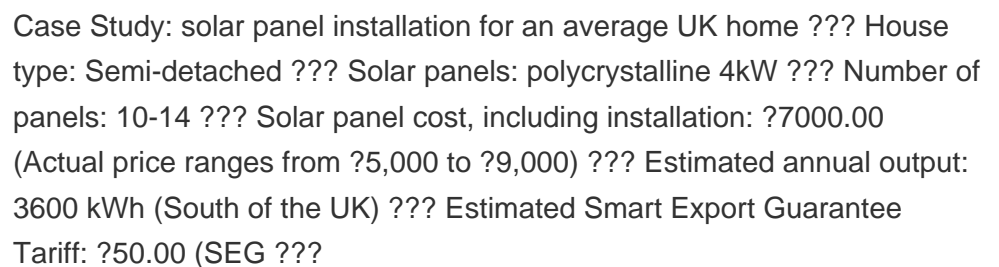 Case Study: solar panel installation for an average UK home ??? House
type: Semi-detached ??? Solar panels: polycrystalline 4kW ??? Number of
panels: 10-14 ??? Solar panel cost, including installation: ?7000.00
(Actual price ranges from ?5,000 to ?9,000) ??? Estimated annual output:
3600 kWh (South of the UK) ??? Estimated Smart Export Guarantee
Tariff: ?50.00 (SEG ???